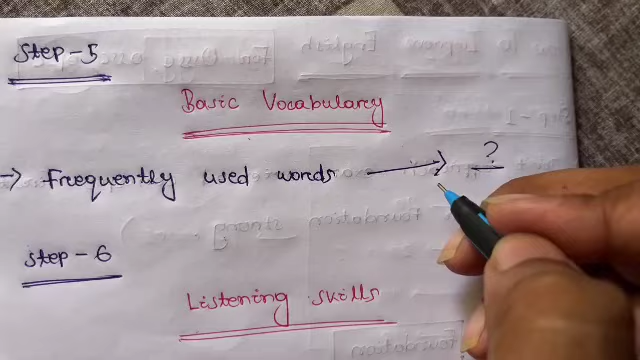 Step-5
Basic Vocabulary
→ Frequently used words → ?
Step-6
Listening skills